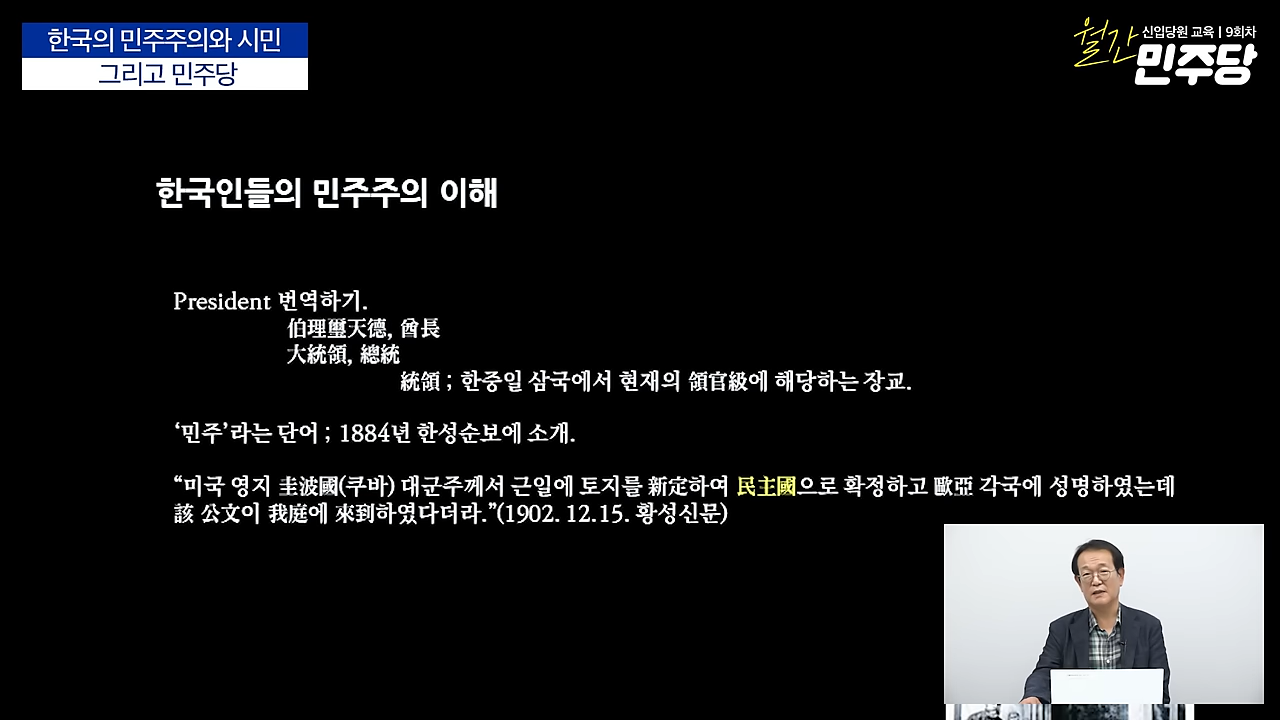 한국의 민주주의와 시민
그리고 민주당
월간
신입당원 교육 | 9회차
민주당
한국인들의 민주주의 이해
President 번역하기.
伯理璽天德, 酋長
大統領, 總統
統領 ; 한중일 삼국에서 현재의 領官級에 해당하는 장교.
‘민주’라는 단어 ; 1884년 한성순보에 소개.
“미국 영지 圭波國(쿠바) 대군주께서 근일에 토지를 新定하여 民主國으로 확정하고 歐亞 각국에 성명하였는데
該 公文이 我庭에 來到하였다더라.”(1902. 12.15. 황성신문)